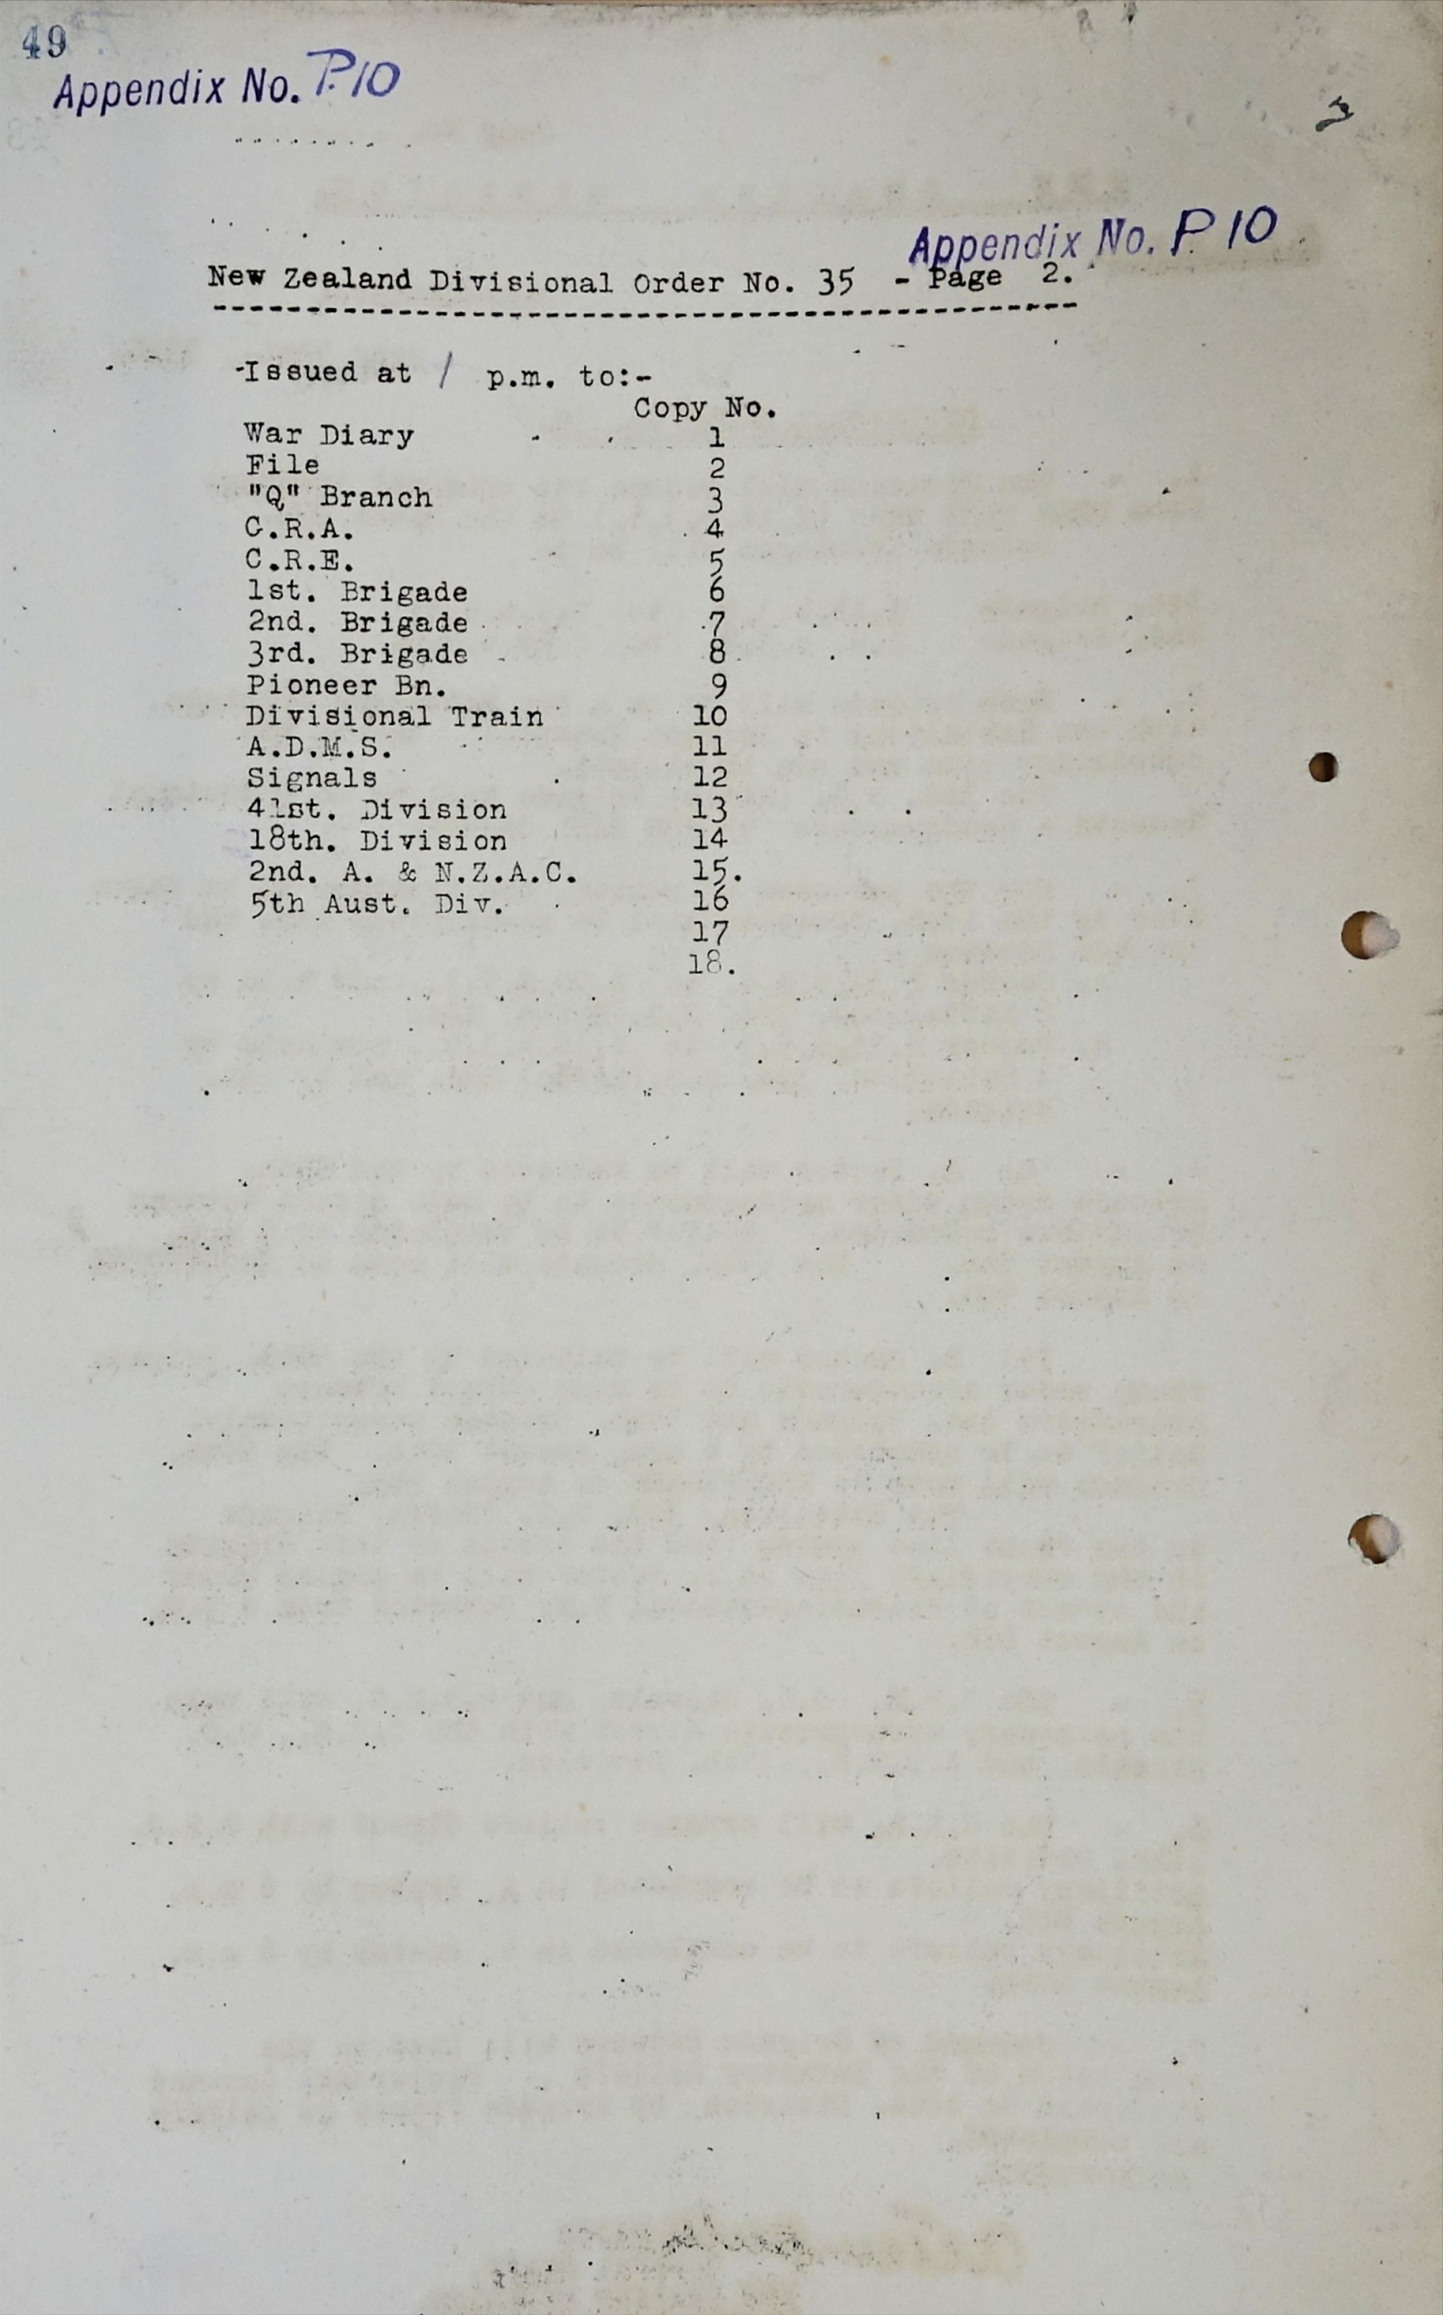 49
Appendix No. P.10
Appendix No. P 10
New Zealand Divisional Order No. 35 - Page 2.
Issued at / p.m. to:-
Copy No.
War Diary 1
File 2
"Q" Branch 3
C.R.A. 4
C.R.E. 5
1st. Brigade 6
2nd. Brigade 7
3rd. Brigade 8
Pioneer Bn. 9
Divisional Train 10
A.D.M.S. 11
Signals 12
41st. Division 13
18th. Division 14
2nd. A. & N.Z.A.C. 15.
5th Aust. Div. 16
17
18.